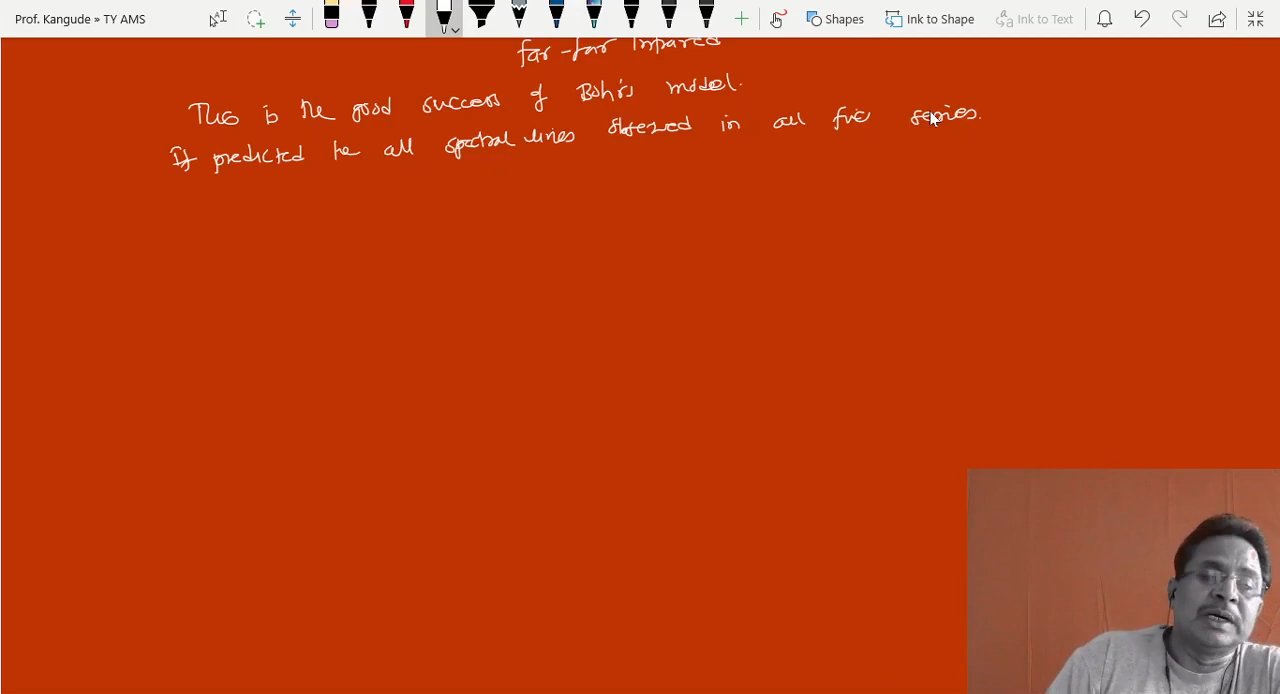 Prof. Kangude » TY AMS
Shapes
Ink to Shape
Ink to Text
far-far Infrared
This is the good success of Bohr's model.
It predicted the all spectral lines observed in all five series.